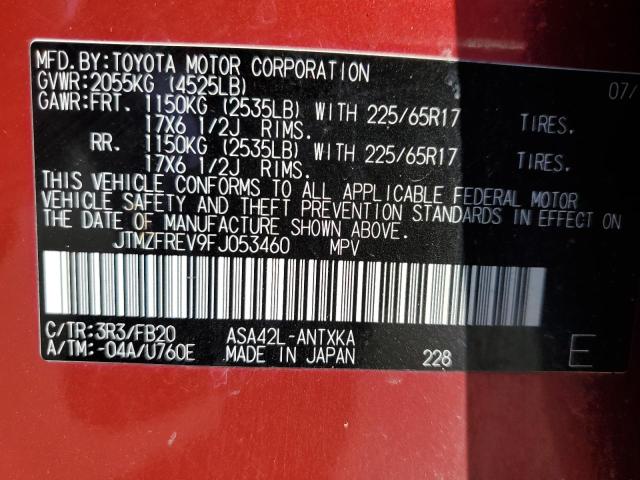 MFD.BY:TOYOTA MOTOR CORPORATION
GVWR:2055KG (4525LB) 07/
GAWR:FRT. 1150KG (2535LB) WITH 225/65R17 TIRES.
17X6 1/2J RIMS.
RR. 1150KG (2535LB) WITH 225/65R17 TIRES.
17X6 1/2J RIMS.
THIS VEHICLE CONFORMS TO ALL APPLICABLE FEDERAL MOTOR
VEHICLE SAFETY AND THEFT PREVENTION STANDARDS IN EFFECT ON
THE DATE OF MANUFACTURE SHOWN ABOVE.
JTMZFREV9FJ053460 MPV
C/TR:3R3/FB20 ASA42L-ANTXKA
A/TM:-04A/U760E MADE IN JAPAN 228 E